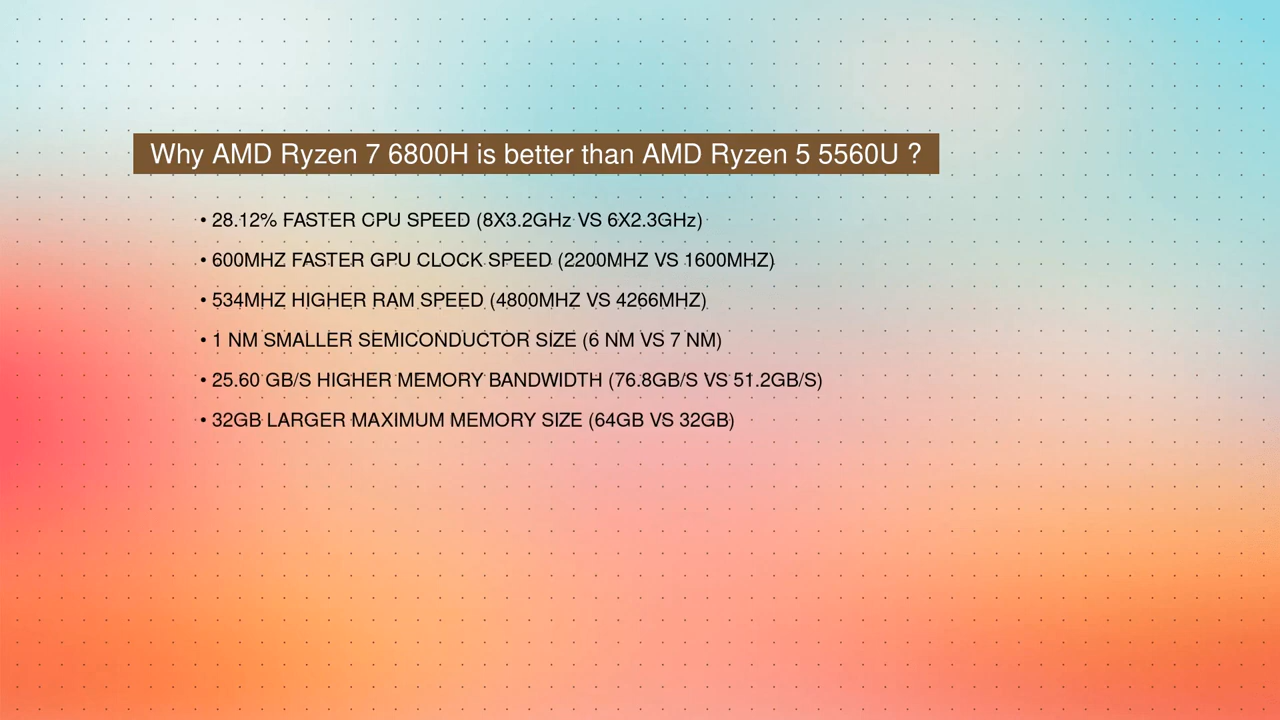 Why AMD Ryzen 7 6800H is better than AMD Ryzen 5 5560U ?
• 28.12% FASTER CPU SPEED (8X3.2GHz VS 6X2.3GHz)
• 600MHZ FASTER GPU CLOCK SPEED (2200MHZ VS 1600MHZ)
• 534MHZ HIGHER RAM SPEED (4800MHZ VS 4266MHZ)
• 1 NM SMALLER SEMICONDUCTOR SIZE (6 NM VS 7 NM)
• 25.60 GB/S HIGHER MEMORY BANDWIDTH (76.8GB/S VS 51.2GB/S)
• 32GB LARGER MAXIMUM MEMORY SIZE (64GB VS 32GB)